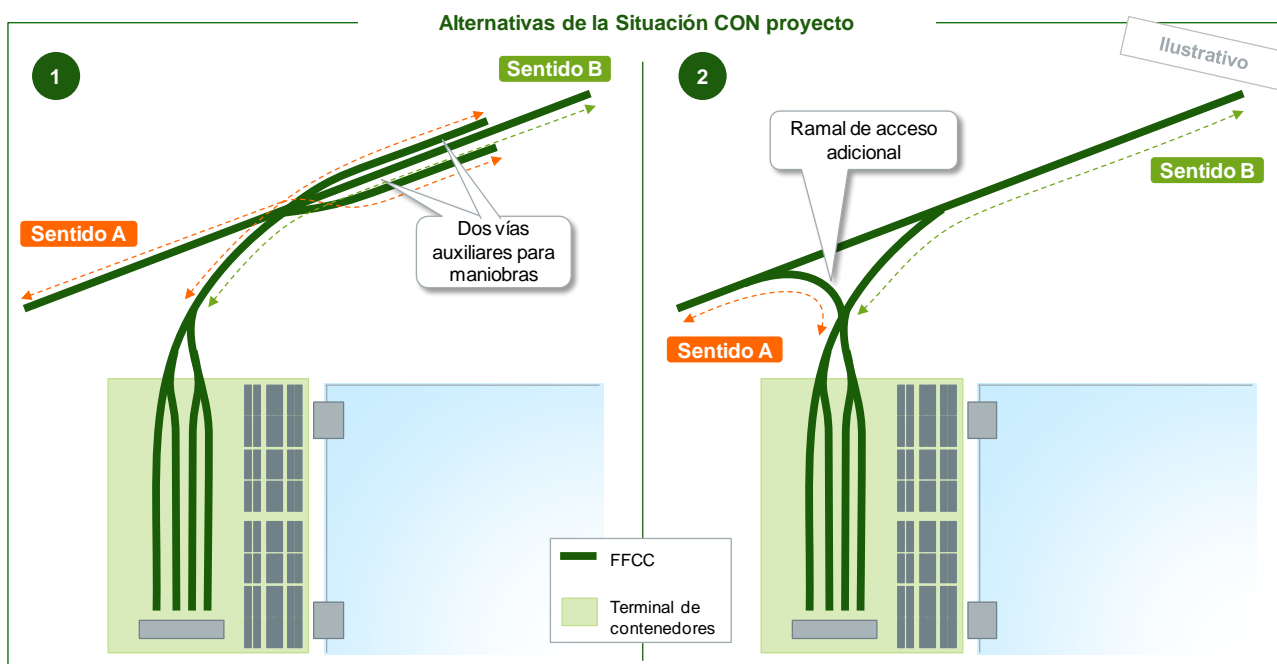 Alternativas de la Situación CON proyecto
Ilustrativo
1
Sentido B
Sentido A
Dos vías
auxiliares para
maniobras
2
Ramal de acceso
adicional
Sentido B
Sentido A
FFCC
Terminal de
contenedores